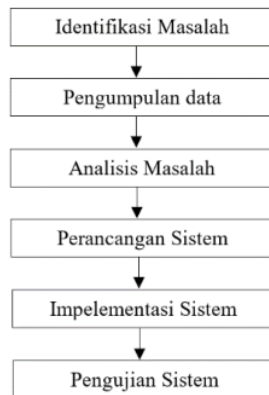 Identifikasi Masalah
Pengumpulan data
Analisis Masalah
Perancangan Sistem
Impelementasi Sistem
Pengujian Sistem